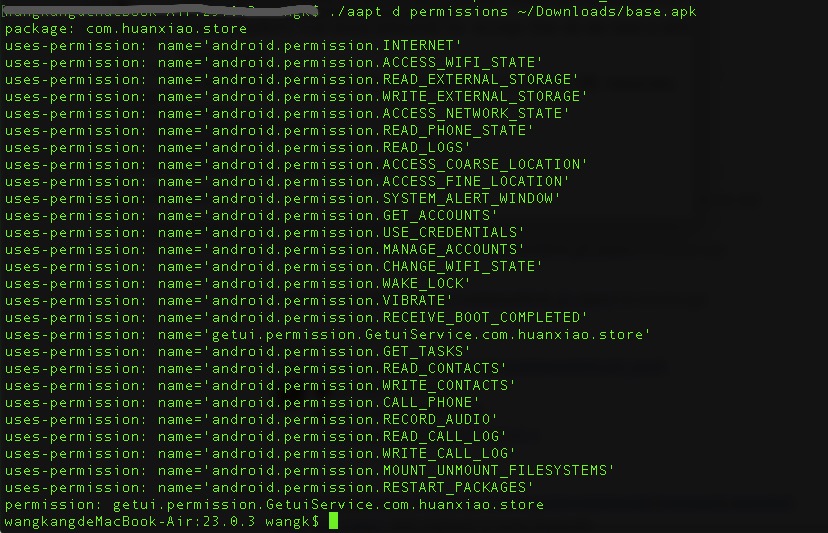 ./aapt d permissions ~/Downloads/base.apk
package: com.huanxiao.store
uses-permission: name='android.permission.INTERNET'
uses-permission: name='android.permission.ACCESS_WIFI_STATE'
uses-permission: name='android.permission.READ_EXTERNAL_STORAGE'
uses-permission: name='android.permission.WRITE_EXTERNAL_STORAGE'
uses-permission: name='android.permission.ACCESS_NETWORK_STATE'
uses-permission: name='android.permission.READ_PHONE_STATE'
uses-permission: name='android.permission.READ_LOGS'
uses-permission: name='android.permission.ACCESS_COARSE_LOCATION'
uses-permission: name='android.permission.ACCESS_FINE_LOCATION'
uses-permission: name='android.permission.SYSTEM_ALERT_WINDOW'
uses-permission: name='android.permission.GET_ACCOUNTS'
uses-permission: name='android.permission.USE_CREDENTIALS'
uses-permission: name='android.permission.MANAGE_ACCOUNTS'
uses-permission: name='android.permission.CHANGE_WIFI_STATE'
uses-permission: name='android.permission.WAKE_LOCK'
uses-permission: name='android.permission.VIBRATE'
uses-permission: name='android.permission.RECEIVE_BOOT_COMPLETED'
uses-permission: name='getui.permission.GetuiService.com.huanxiao.store'
uses-permission: name='android.permission.GET_TASKS'
uses-permission: name='android.permission.READ_CONTACTS'
uses-permission: name='android.permission.WRITE_CONTACTS'
uses-permission: name='android.permission.CALL_PHONE'
uses-permission: name='android.permission.RECORD_AUDIO'
uses-permission: name='android.permission.READ_CALL_LOG'
uses-permission: name='android.permission.WRITE_CALL_LOG'
uses-permission: name='android.permission.MOUNT_UNMOUNT_FILESYSTEMS'
uses-permission: name='android.permission.RESTART_PACKAGES'
permission: getui.permission.GetuiService.com.huanxiao.store
wangkangdeMacBook-Air:23.0.3 wangk$